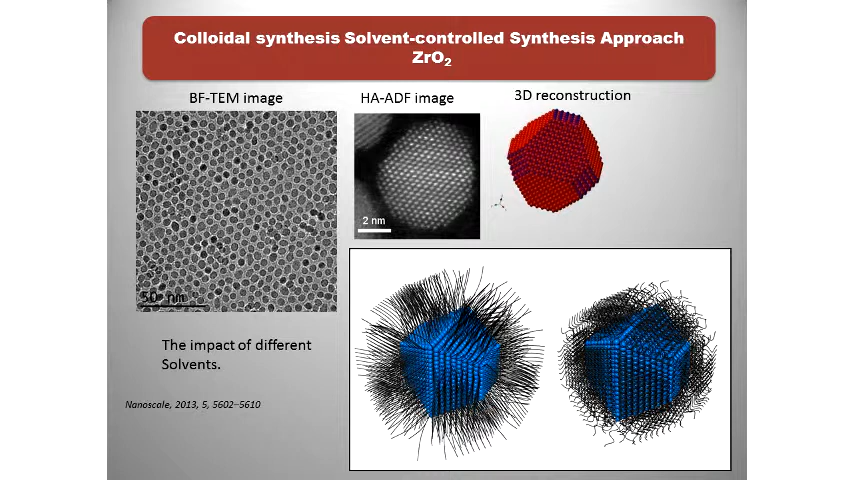 Colloidal synthesis Solvent-controlled Synthesis Approach
ZrO₂
BF-TEM image
HA-ADF image
3D reconstruction
2 nm
50 nm
The impact of different
Solvents.
Nanoscale, 2013, 5, 5602–5610